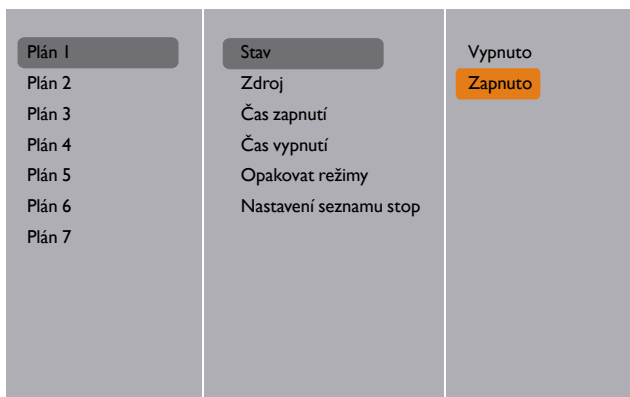 Plán 1
Plán 2
Plán 3
Plán 4
Plán 5
Plán 6
Plán 7
Stav
Zdroj
Čas zapnutí
Čas vypnutí
Opakovat režimy
Nastavení seznamu stop
Vypnuto
Zapnuto